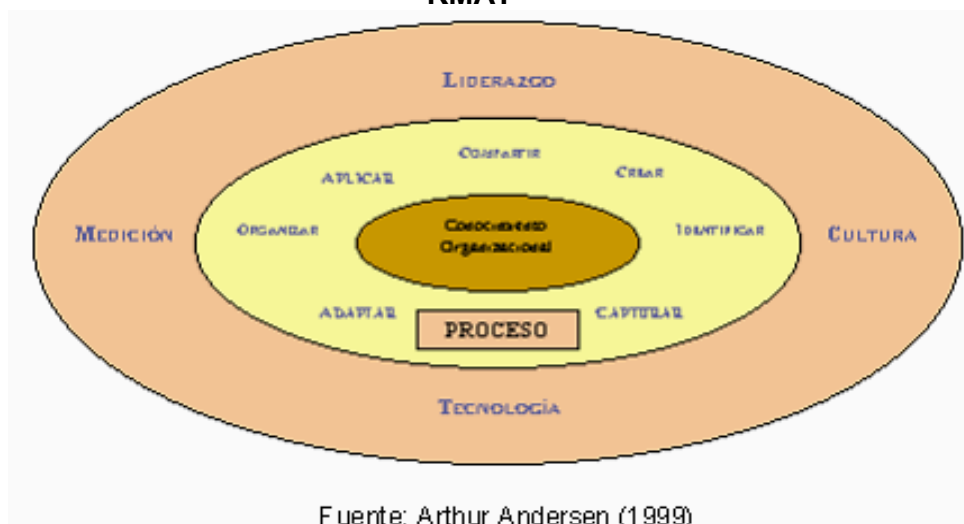 KMAT
LIDERAZGO
COMPARTIR
APLICAR
CREAR
MEDICIÓN
ORGANIZAR
Conocimiento
Organizacional
IDENTIFICAR
CULTURA
ADAPTAR
PROCESO
CAPTURAR
TECNOLOGÍA
Fuente: Arthur Andersen (1999)